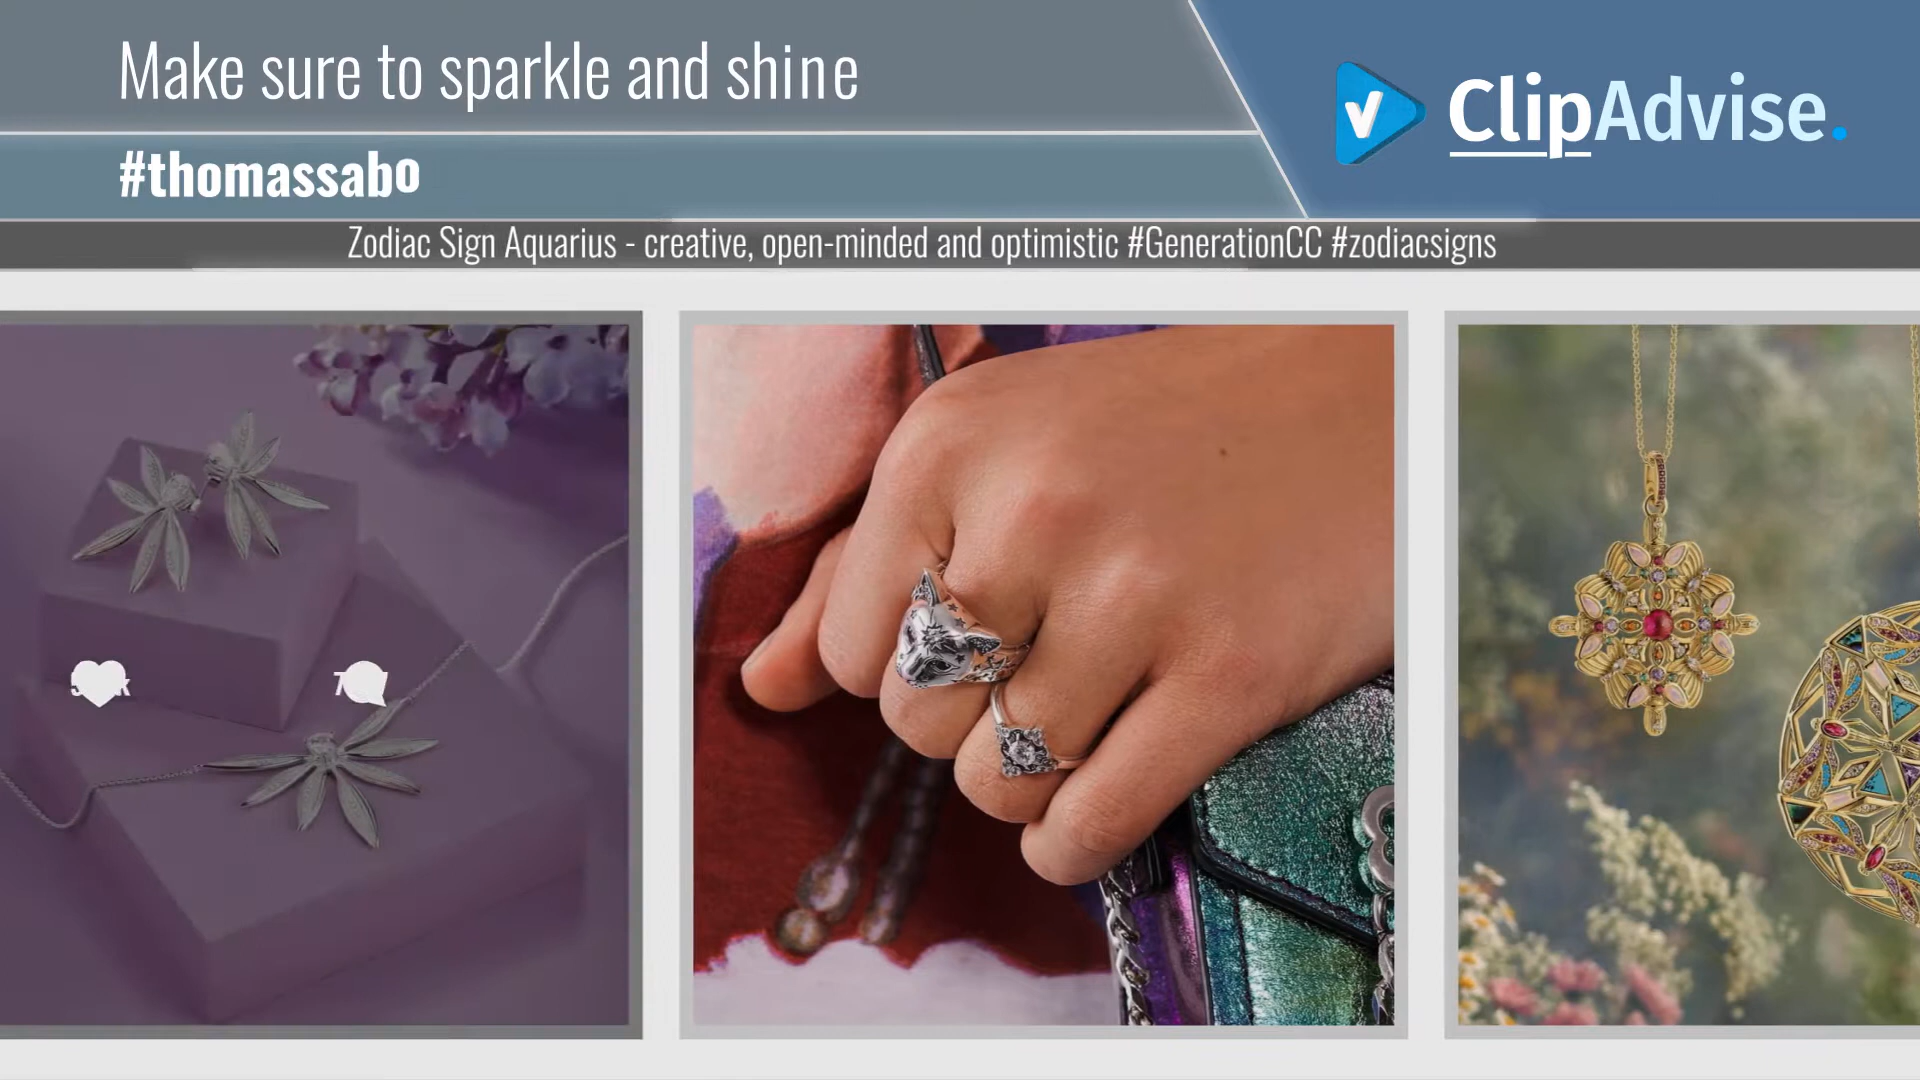 Make sure to sparkle and shine
ClipAdvise.
#thomassabo
Zodiac Sign Aquarius - creative, open-minded and optimistic #GenerationCC #zodiacsigns